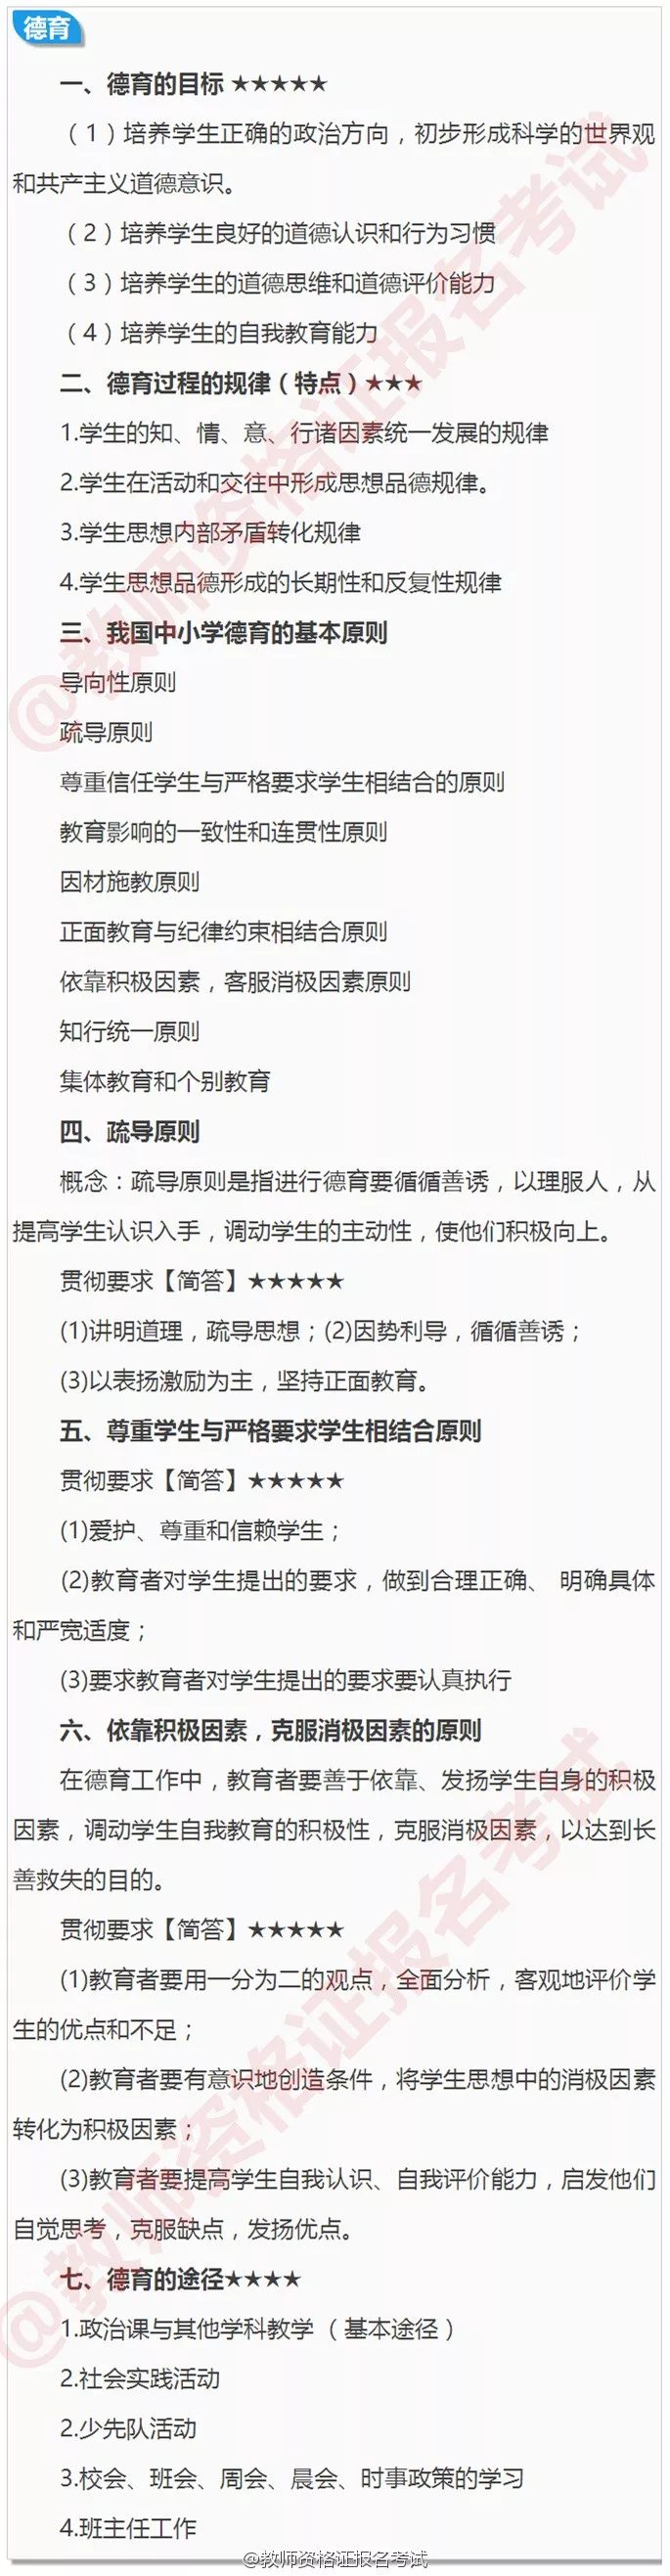 德育
一、德育的目标 ★★★★★
（1）培养学生正确的政治方向，初步形成科学的世界观
和共产主义道德意识。
（2）培养学生良好的道德认识和行为习惯
（3）培养学生的道德思维和道德评价能力
（4）培养学生的自我教育能力
二、德育过程的规律（特点）★★★
1.学生的知、情、意、行诸因素统一发展的规律
2.学生在活动和交往中形成思想品德规律。
3.学生思想内部矛盾转化规律
4.学生思想品德形成的长期性和反复性规律
三、我国中小学德育的基本原则
导向性原则
疏导原则
尊重信任学生与严格要求学生相结合的原则
教育影响的一致性和连贯性原则
因材施教原则
正面教育与纪律约束相结合原则
依靠积极因素，客服消极因素原则
知行统一原则
集体教育和个别教育
四、疏导原则
概念：疏导原则是指进行德育要循循善诱，以理服人，从
提高学生认识入手，调动学生的主动性，使他们积极向上。
贯彻要求【简答】★★★★★
(1)讲明道理，疏导思想；(2)因势利导，循循善诱；
(3)以表扬激励为主，坚持正面教育。
五、尊重学生与严格要求学生相结合原则
贯彻要求【简答】★★★★★
(1)爱护、尊重和信赖学生；
(2)教育者对学生提出的要求，做到合理正确、 明确具体
和严宽适度；
(3)要求教育者对学生提出的要求要认真执行
六、依靠积极因素，克服消极因素的原则
在德育工作中，教育者要善于依靠、发扬学生自身的积极
因素，调动学生自我教育的积极性，克服消极因素，以达到长
善救失的目的。
贯彻要求【简答】★★★★★
(1)教育者要用一分为二的观点，全面分析，客观地评价学
生的优点和不足；
(2)教育者要有意识地创造条件，将学生思想中的消极因素
转化为积极因素；
(3)教育者要提高学生自我认识、自我评价能力，启发他们
自觉思考，克服缺点，发扬优点。
七、德育的途径★★★★
1.政治课与其他学科教学（基本途径）
2.社会实践活动
2.少先队活动
3.校会、班会、周会、晨会、时事政策的学习
4.班主任工作
@教师资格证报名考试
@教师资格证报名考试
@教师资格证报名考试